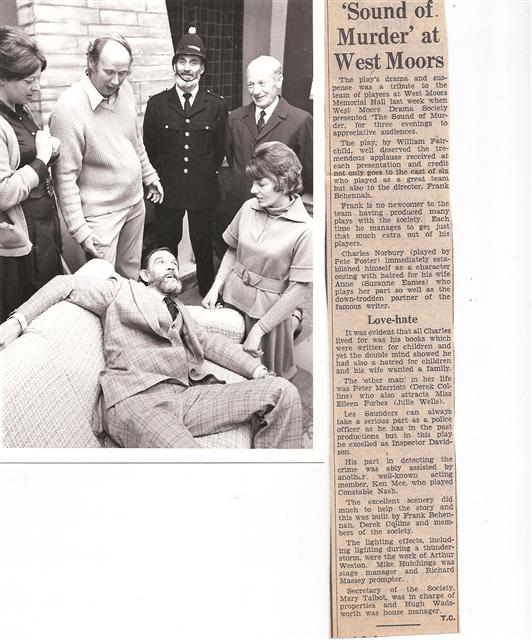 'Sound of
Murder' at
West Moors
The play's drama and sus-
pense was a tribute to the
team of players at West Moors
Memorial Hall last week when
West Moors Drama Society
presented 'The Sound of Mur-
der, for three evenings to
appreciative audiences.
The play, by William Fair-
child, well deserved the tre-
mendous applause received at
each presentation and credit
not only goes to the cast of six
who played as a great team
but also to the director, Frank
Behennah.
Frank is no newcomer to the
team having produced many
plays with the society. Each
time he manages to get just
that much extra out of his
players.
Charles Norbury (played by
Pete Foster) immediately esta-
blished himself as a character
oozing with hatred for his wife
Anne (Suzanne Eames) who
plays her part so well as the
down-trodden partner of the
famous writer.
Love-hate
It was evident that all Charles
lived for was his books which
were written for children and
yet the double mind showed he
had also a hatred for children
and his wife wanted a family.
The 'other man' in her life
was Peter Marriott (Derek Col-
lins) who also attracts Miss
Eileen Forbes (Julie Wells).
Les Saunders can always
take a serious part as a police
officer as he has in the past
productions but in this play
he excelled as Inspector David-
son.
His part in detecting the
crime was ably assisted by
another well-known acting
member, Ken Mee, who played
Constable Nash.
The excellent scenery did
much to help the story and
this was built by Frank Behen-
nah, Derek Collins and mem-
bers of the society.
The lighting effects, includ-
ing lighting during a thunder-
storm, were the work of Arthur
Weston. Mike Hutchings was
stage manager and Richard
Massey prompter.
Secretary of the Society,
Mary Talbot, was in charge of
properties and Hugh Wads-
worth was house manager.
T.C.